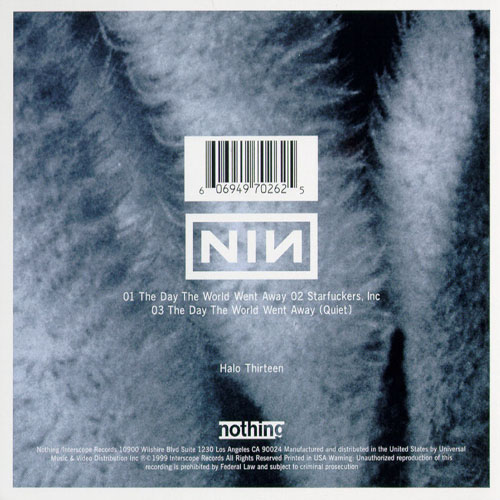 6 06949 70262 5
NIN
01 The Day The World Went Away 02 Starfuckers, Inc
03 The Day The World Went Away (Quiet)
Halo Thirteen
nothing
Nothing /Interscope Records 10900 Wilshire Blvd Suite 1230 Los Angeles CA 90024 Manufactured and distributed in the United States by Universal
Music & Video Distribution Inc ℗© 1999 Interscope Records All Rights Reserved Printed in USA Warning. Unauthorized reproduction of this
recording is prohibited by Federal Law and subject to criminal prosecution